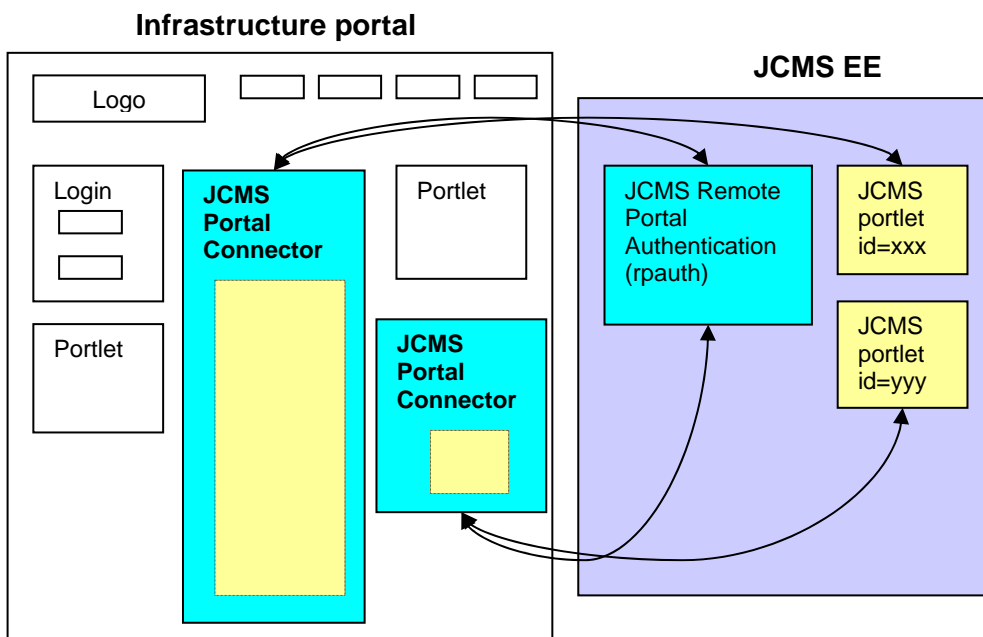 Infrastructure portal
JCMS EE
Logo
Login
JCMS
Portal
Connector
Portlet
Portlet
JCMS
Portal
Connector
JCMS Remote
Portal
Authentication
(rpauth)
JCMS
portlet
id=xxx
JCMS
portlet
id=yyy